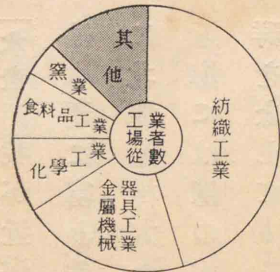 工場從業者數
紡織工業
金屬機械器具工業
化學工業
食料品工業
窯業
其他